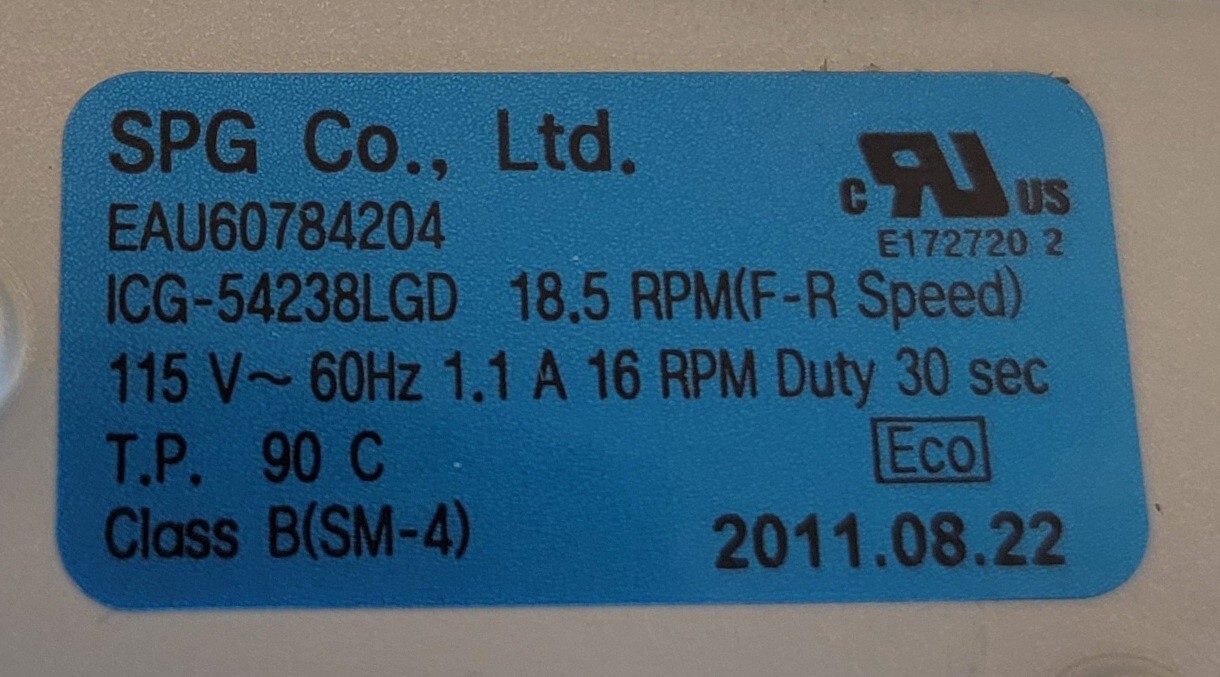 SPG Co., Ltd.
EAU60784204
c RU US
E172720 2
ICG-54238LGD 18.5 RPM(F-R Speed)
115 V~ 60Hz 1.1 A 16 RPM Duty 30 sec
T.P. 90 C
Eco
Class B(SM-4)
2011.08.22